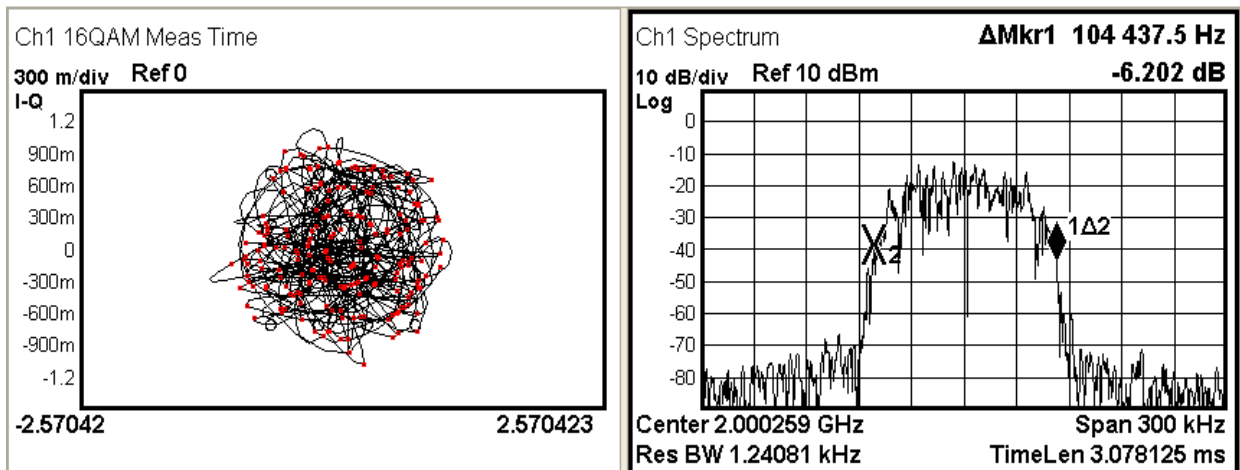 Ch1 16QAM Meas Time
300 m/div Ref 0
I-Q
1.2
900m
600m
300m
0
-300m
-600m
-900m
-1.2
-2.57042 2.570423
Ch1 Spectrum ΔMkr1 104 437.5 Hz
10 dB/div Ref 10 dBm -6.202 dB
Log
0
-10
-20
-30
-40
-50
-60
-70
-80
1Δ2
2
Center 2.000259 GHz Span 300 kHz
Res BW 1.24081 kHz TimeLen 3.078125 ms